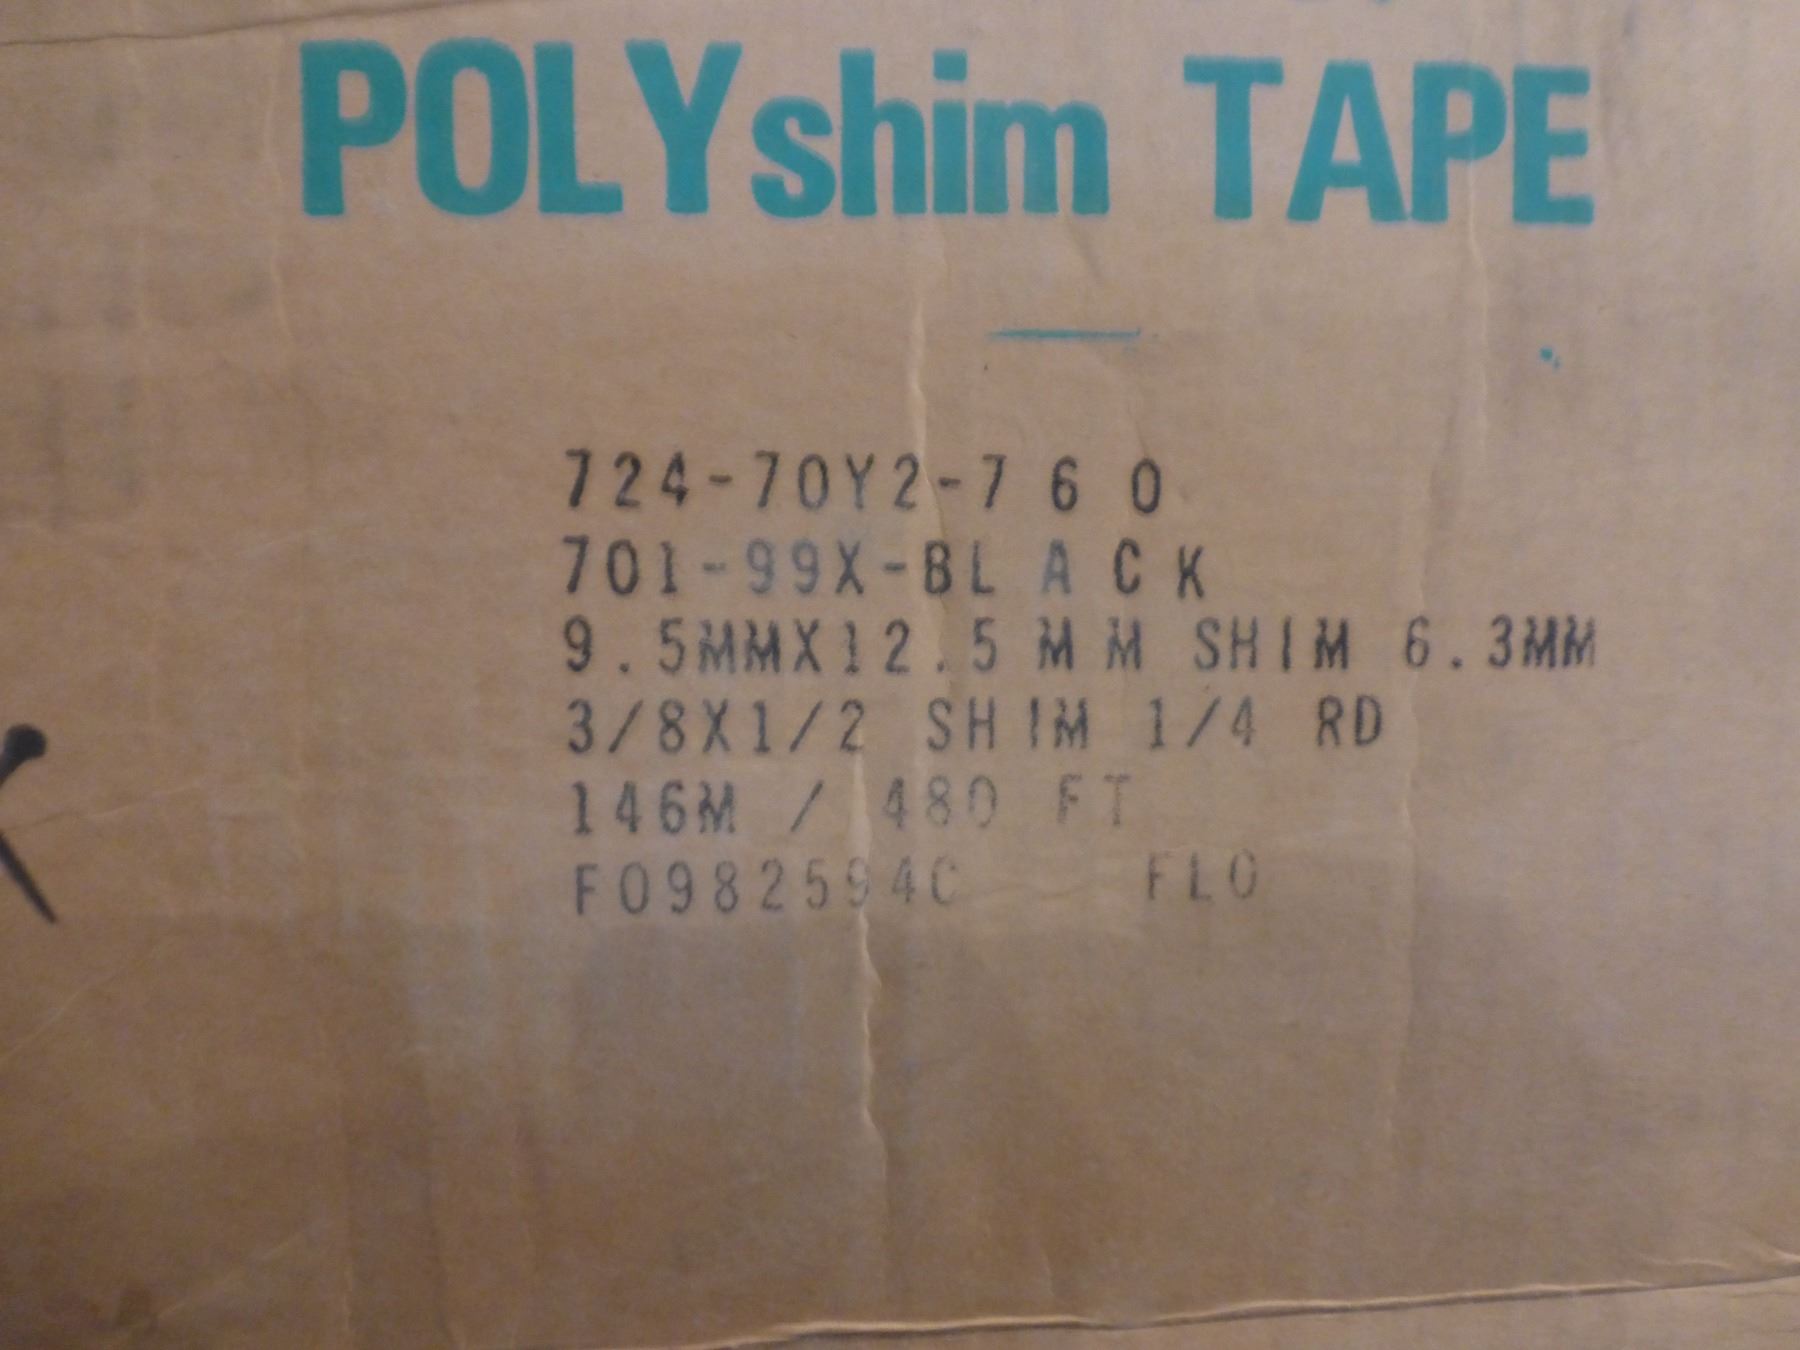 POLYshim TAPE
724-70Y2-760
701-99X-BLACK
9.5MMX12.5MM SHIM 6.3MM
3/8X1/2 SHIM 1/4 RD
146M / 480 FT
F0982594C FLO